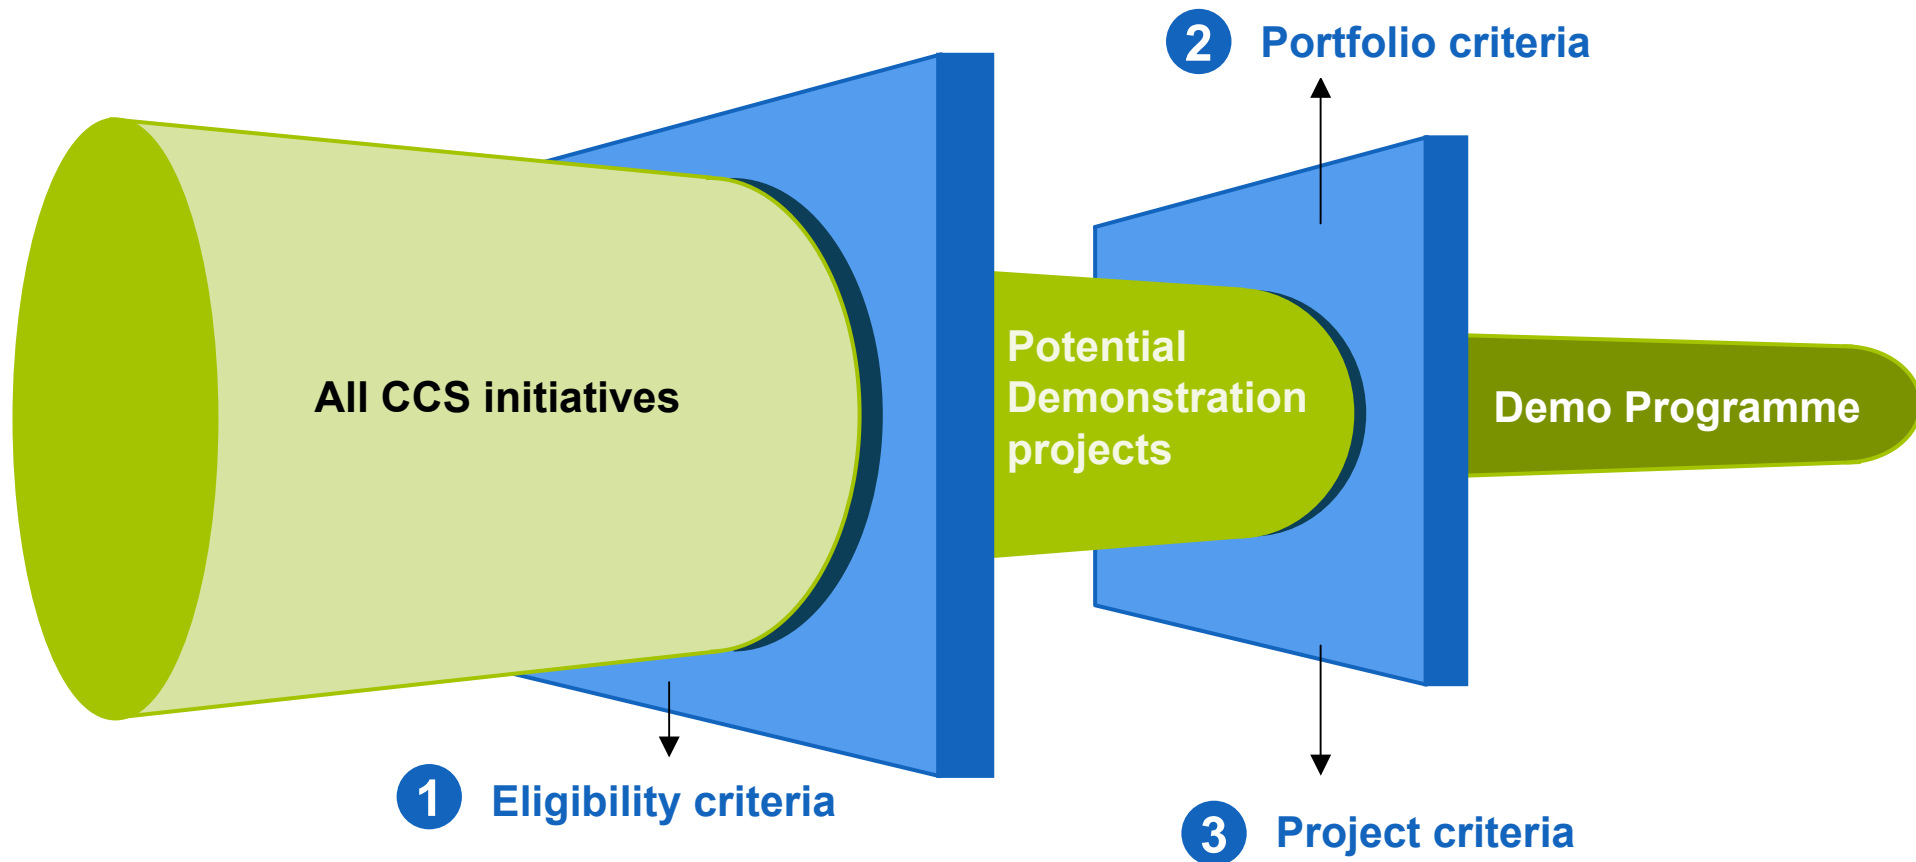 2 Portfolio criteria
All CCS initiatives
Potential
Demonstration
projects
Demo Programme
1 Eligibility criteria
3 Project criteria